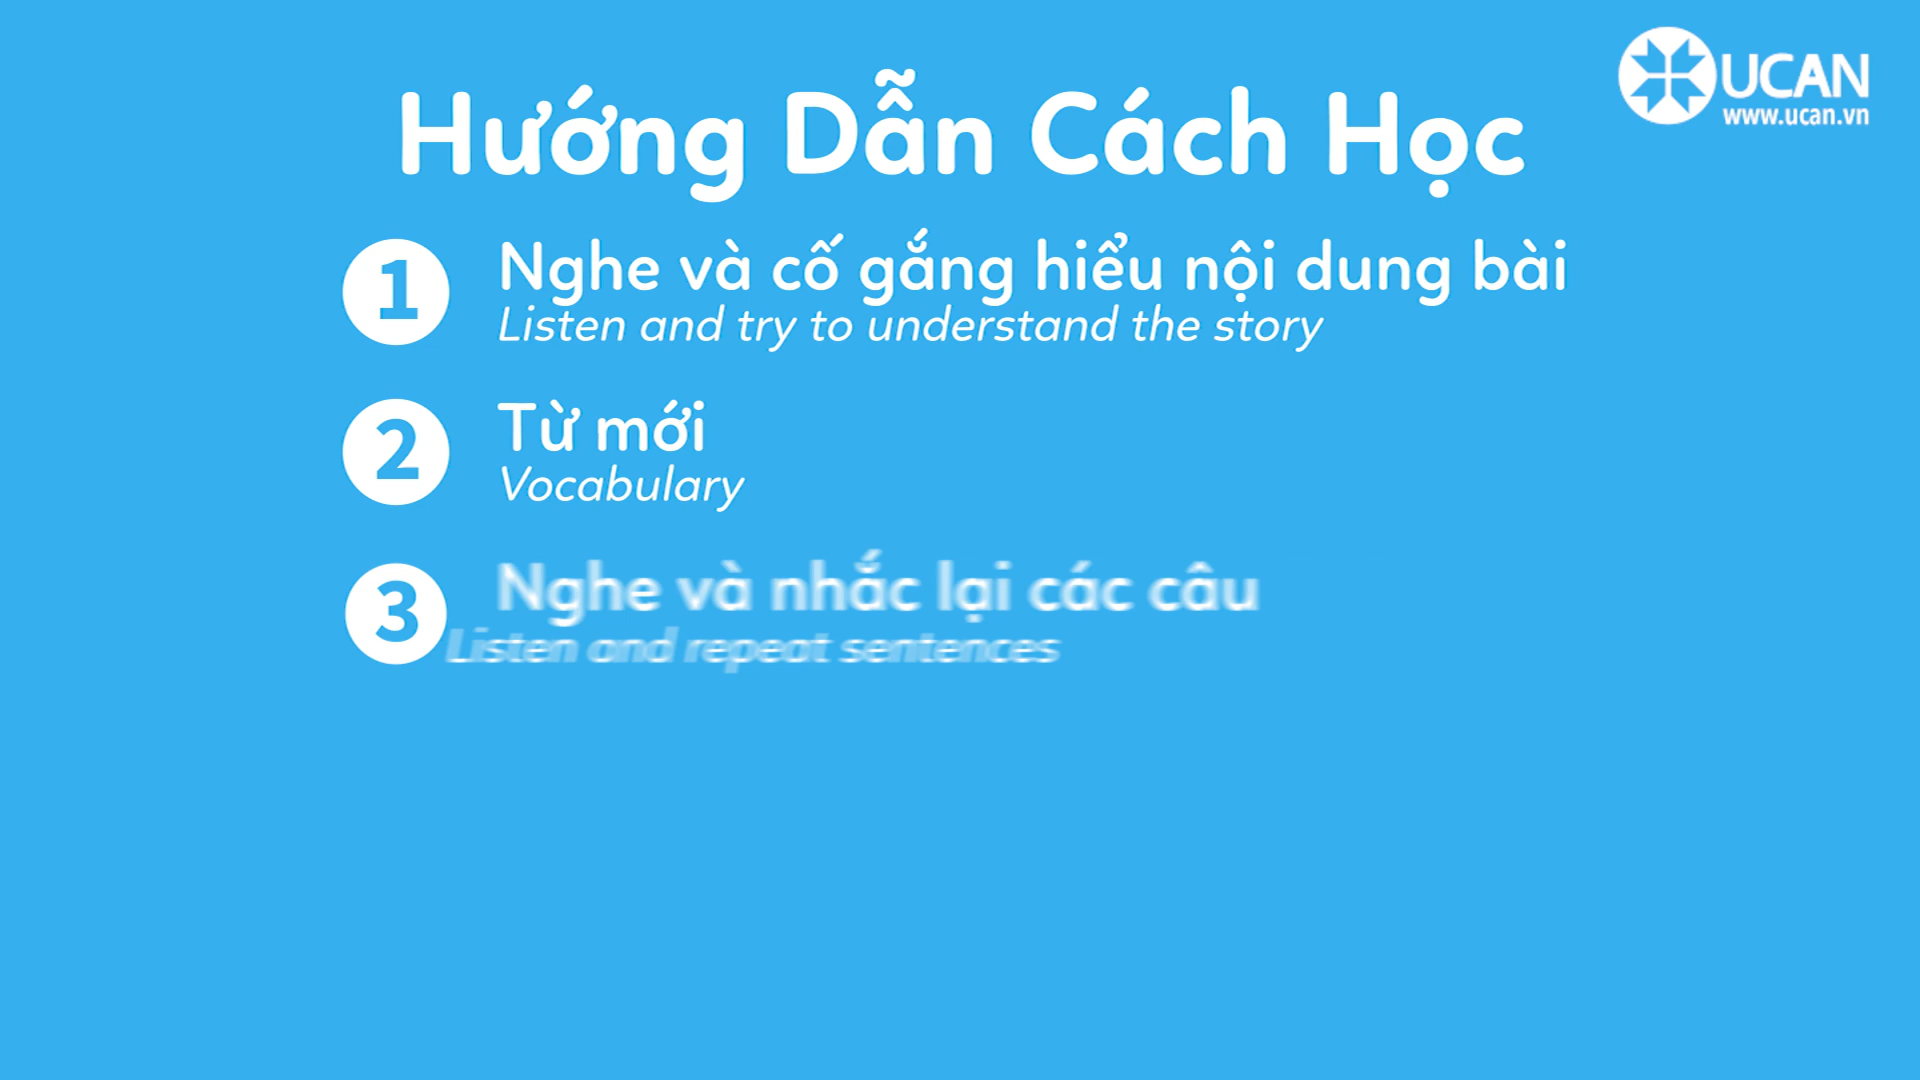 UCAN
www.ucan.vn
Hướng Dẫn Cách Học
1 Nghe và cố gắng hiểu nội dung bài
Listen and try to understand the story
2 Từ mới
Vocabulary
3 Nghe và nhắc lại các câu
Listen and repeat sentences